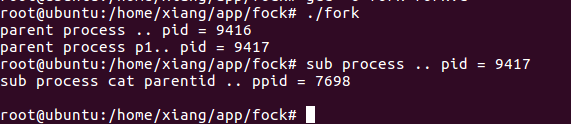 root@ubuntu:/home/xiang/app/fock# ./fork
parent process .. pid = 9416
parent process p1.. pid = 9417
root@ubuntu:/home/xiang/app/fock# sub process .. pid = 9417
sub process cat parentid .. ppid = 7698
root@ubuntu:/home/xiang/app/fock#